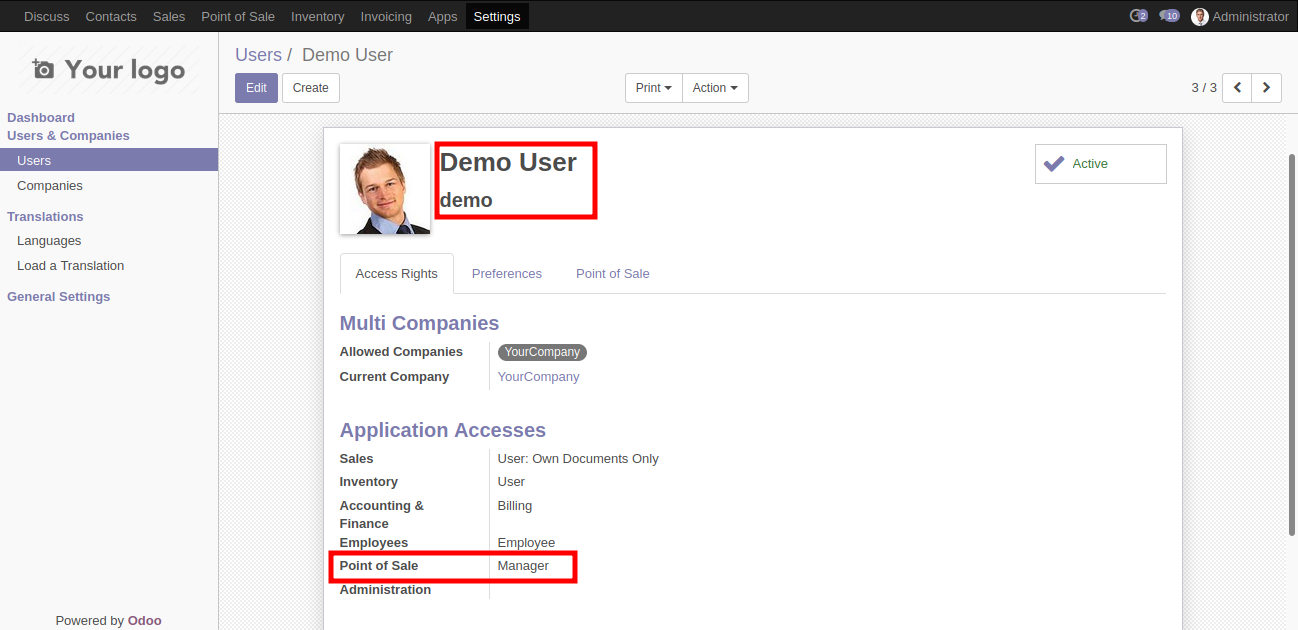 Discuss Contacts Sales Point of Sale Inventory Invoicing Apps Settings 2 10 Administrator
Your logo
Users / Demo User
Edit Create Print Action 3 / 3
Dashboard
Users & Companies
Users
Companies
Translations
Languages
Load a Translation
General Settings
Powered by Odoo
Demo User
demo
Active
Access Rights Preferences Point of Sale
Multi Companies
Allowed Companies YourCompany
Current Company YourCompany
Application Accesses
Sales User: Own Documents Only
Inventory User
Accounting & Billing
Finance
Employees Employee
Point of Sale Manager
Administration